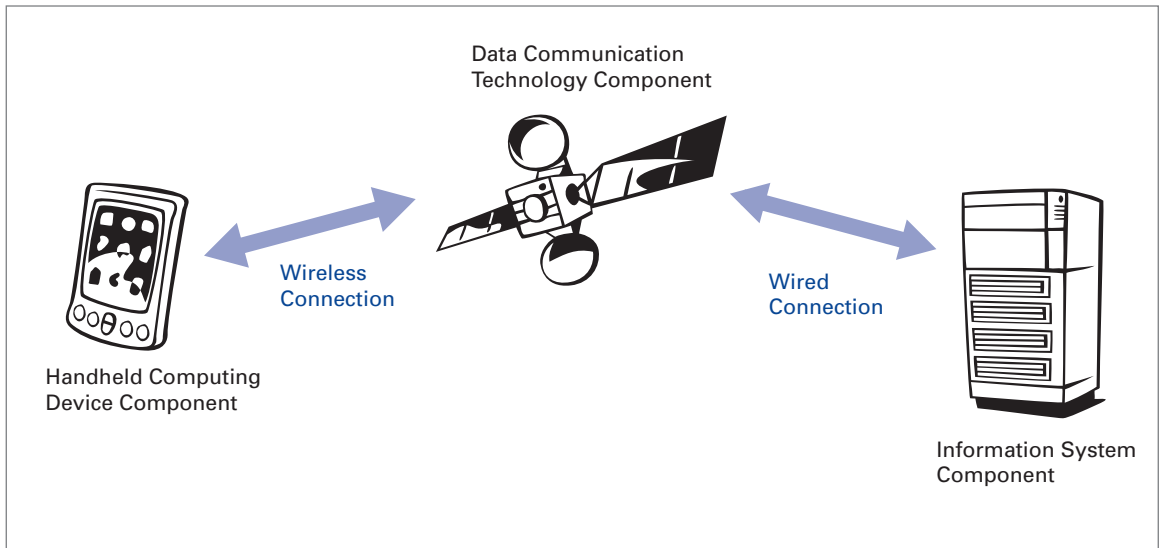 Data Communication
Technology Component
Wireless
Connection
Wired
Connection
Handheld Computing
Device Component
Information System
Component